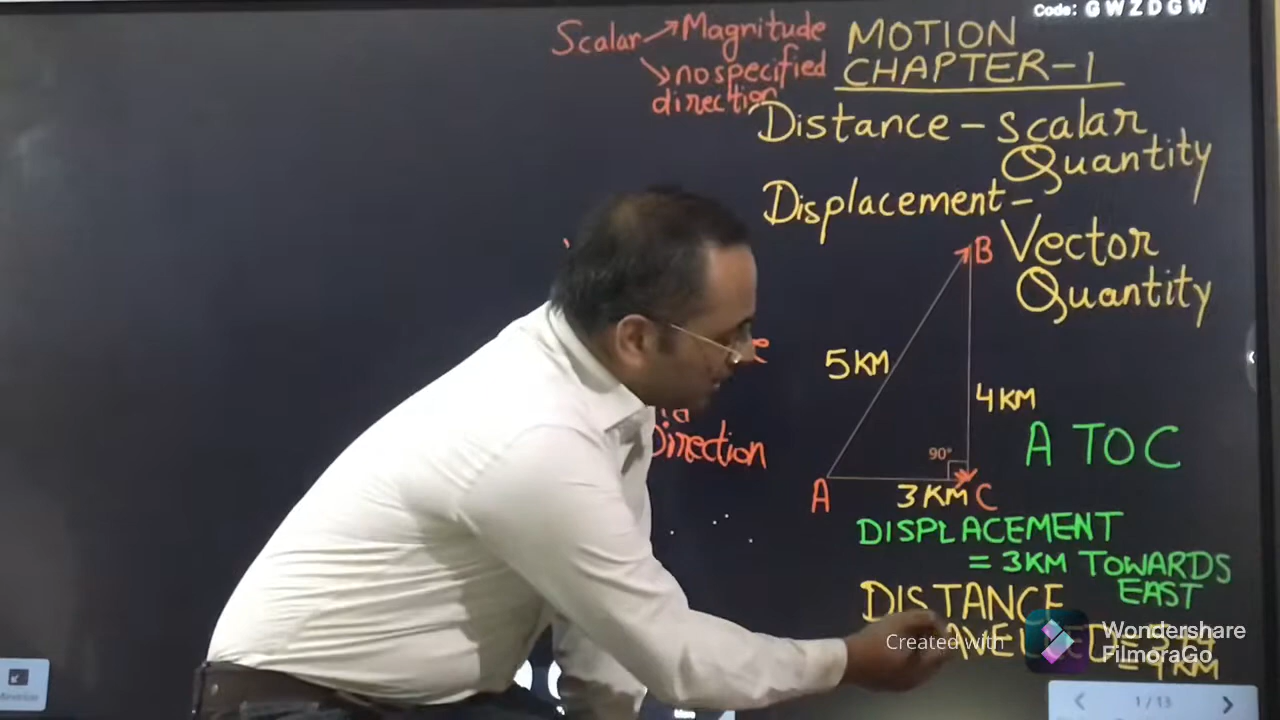 Code: GWZDGW
Scalar Magnitude
no specified
direction
MOTION
CHAPTER-1
Distance - scalar
Quantity
Displacement -
Vector
Quantity
B
5KM
4KM
90°
A
3KM C
A TO C
Direction
DISPLACEMENT
= 3KM TOWARDS
EAST
DISTANCE
Created with
Wondershare
FilmoraGo
KM
1/13